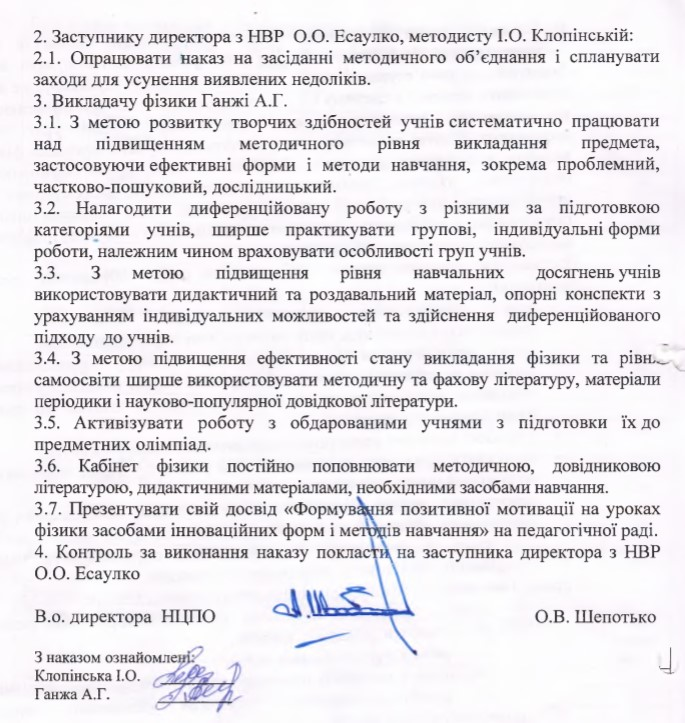 2. Заступнику директора з НВР О.О. Есаулко, методисту І.О. Клопінській:
2.1. Опрацювати наказ на засіданні методичного об’єднання і спланувати
заходи для усунення виявлених недоліків.
3. Викладачу фізики Ганжі А.Г.
3.1. З метою розвитку творчих здібностей учнів систематично працювати
над підвищенням методичного рівня викладання предмета,
застосовуючи ефективні форми і методи навчання, зокрема проблемний,
частково-пошуковий, дослідницький.
3.2. Налагодити диференційовану роботу з різними за підготовкою
категоріями учнів, ширше практикувати групові, індивідуальні форми
роботи, належним чином враховувати особливості груп учнів.
3.3. З метою підвищення рівня навчальних досягнень учнів
використовувати дидактичний та роздавальний матеріал, опорні конспекти з
урахуванням індивідуальних можливостей та здійснення диференційованого
підходу до учнів.
3.4. З метою підвищення ефективності стану викладання фізики та рівня
самоосвіти ширше використовувати методичну та фахову літературу, матеріали
періодики і науково-популярної довідкової літератури.
3.5. Активізувати роботу з обдарованими учнями з підготовки їх до
предметних олімпіад.
3.6. Кабінет фізики постійно поповнювати методичною, довідниковою
літературою, дидактичними матеріалами, необхідними засобами навчання.
3.7. Презентувати свій досвід «Формування позитивної мотивації на уроках
фізики засобами інноваційних форм і методів навчання» на педагогічної раді.
4. Контроль за виконання наказу покласти на заступника директора з НВР
О.О. Есаулко
В.о. директора НЦПО О.В. Шепотько
З наказом ознайомлені:
Клопінська І.О.
Ганжа А.Г.